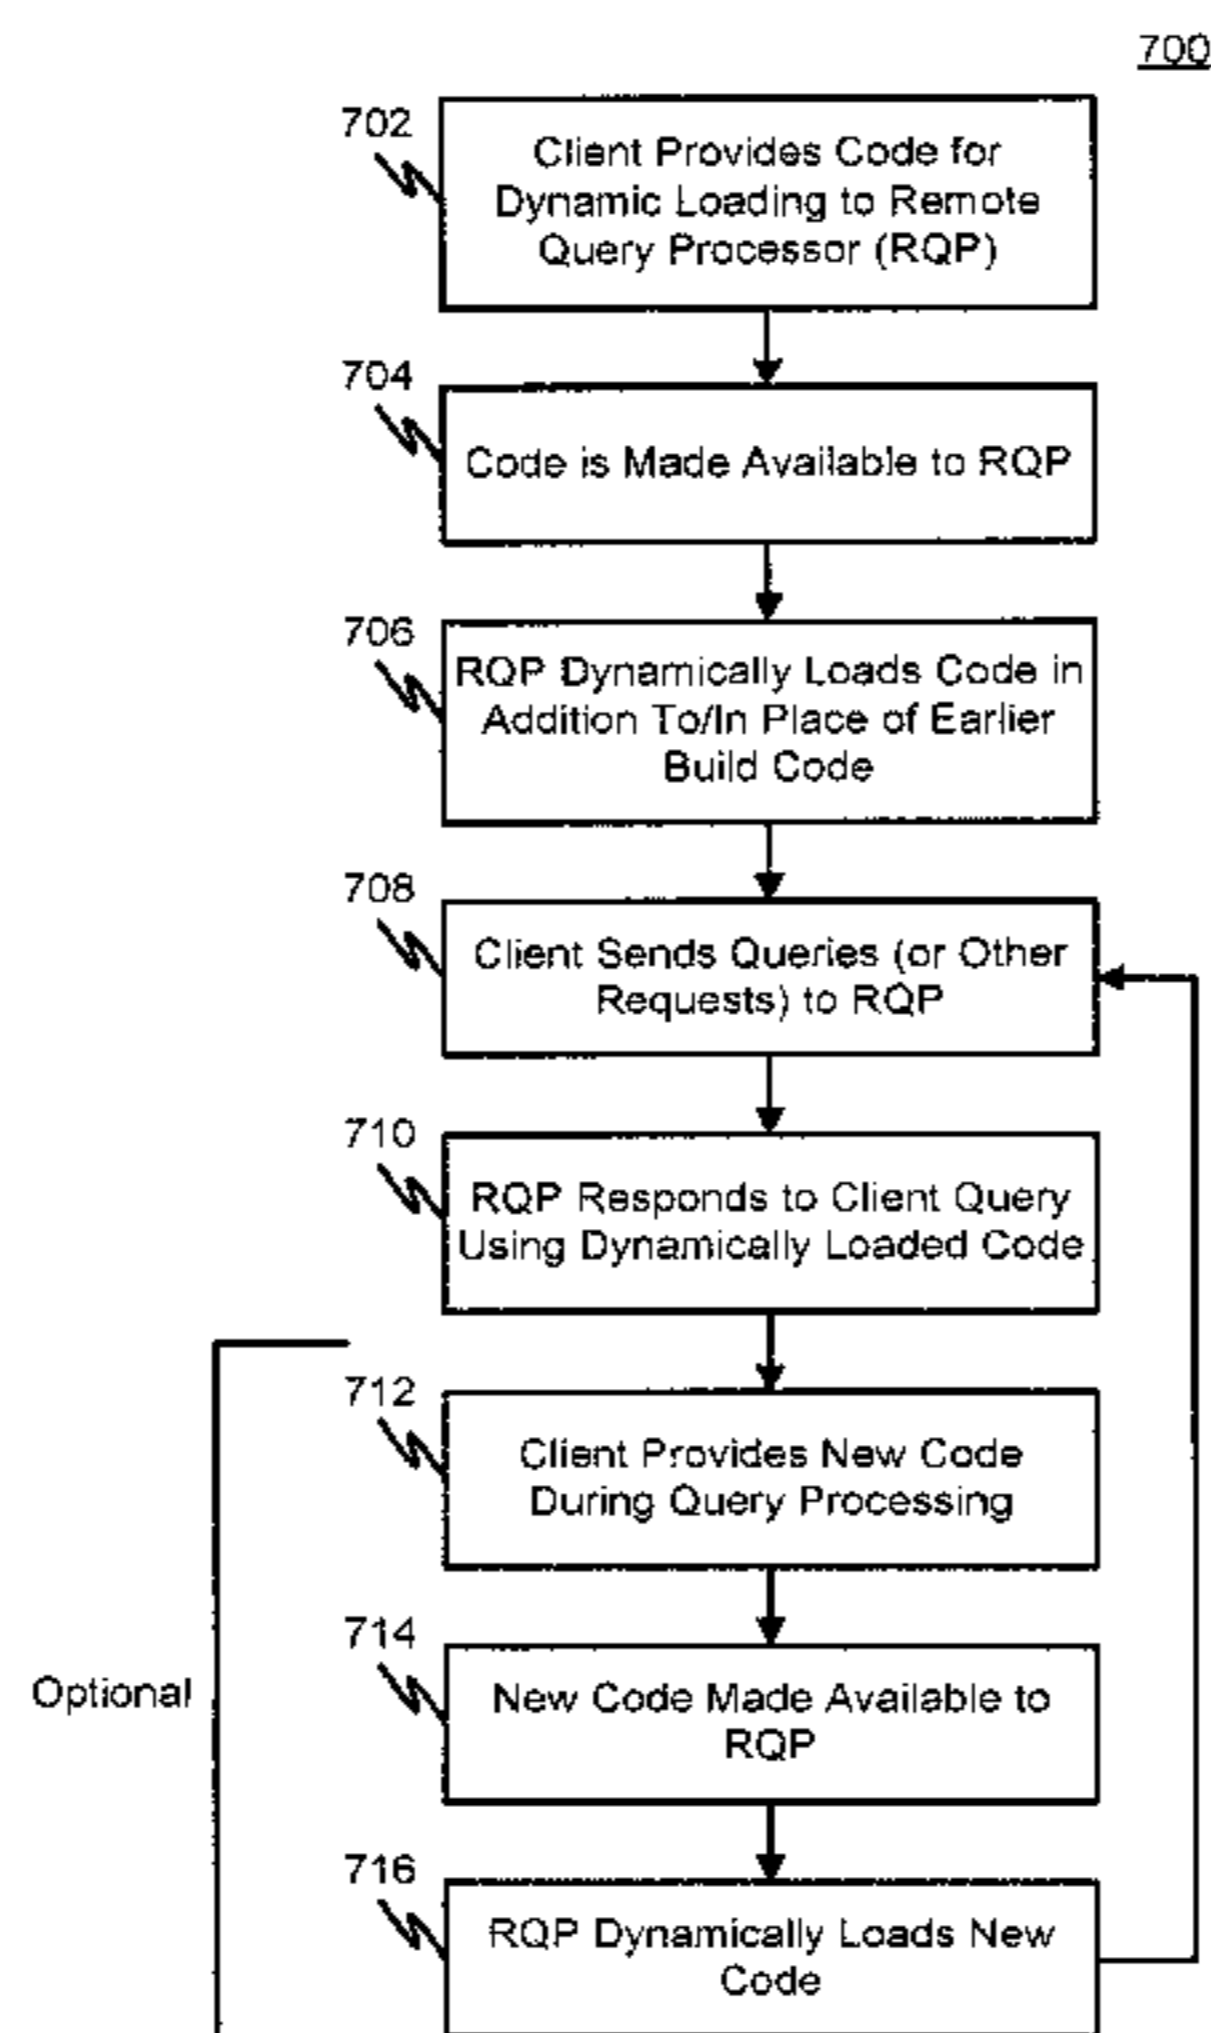 700
702
Client Provides Code for
Dynamic Loading to Remote
Query Processor (RQP)
704
Code is Made Available to RQP
706
RQP Dynamically Loads Code in
Addition To/In Place of Earlier
Build Code
708
Client Sends Queries (or Other
Requests) to RQP
710
RQP Responds to Client Query
Using Dynamically Loaded Code
712
Client Provides New Code
During Query Processing
714
New Code Made Available to
RQP
Optional
716
RQP Dynamically Loads New
Code